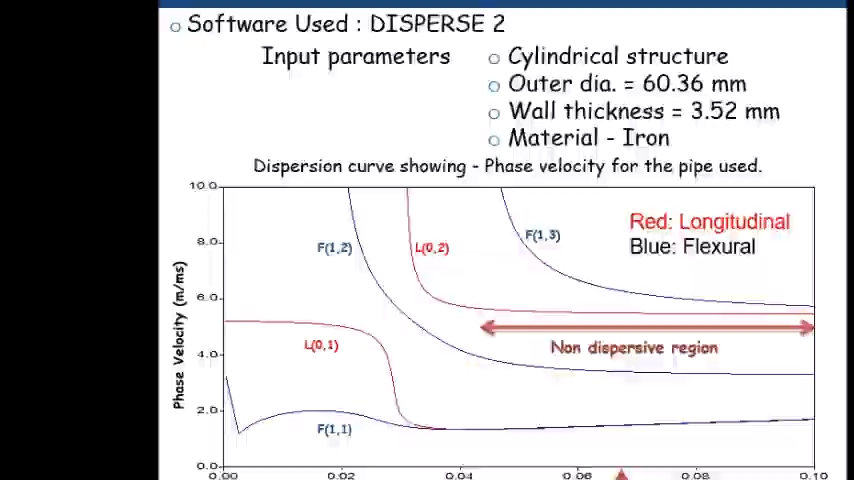 Software Used : DISPERSE 2
Input parameters
Cylindrical structure
Outer dia. = 60.36 mm
Wall thickness = 3.52 mm
Material - Iron
Dispersion curve showing - Phase velocity for the pipe used.
10.0
8.0
6.0
4.0
2.0
0.0
Phase Velocity (m/ms)
F(1,2)
L(0,2)
F(1,3)
Red: Longitudinal
Blue: Flexural
Non dispersive region
L(0,1)
F(1,1)
0.00 0.02 0.04 0.06 0.08 0.10